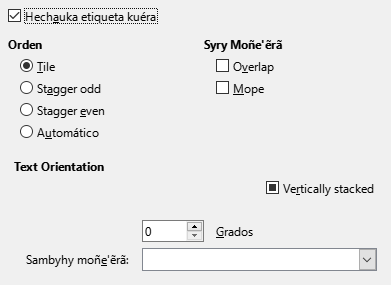 Hechauka etiqueta kuéra
Orden
Syry Moñe'ẽrã
Tile
Overlap
Stagger odd
Mope
Stagger even
Automático
Text Orientation
Vertically stacked
0 Grados
Sambyhy moñe'ẽrã: